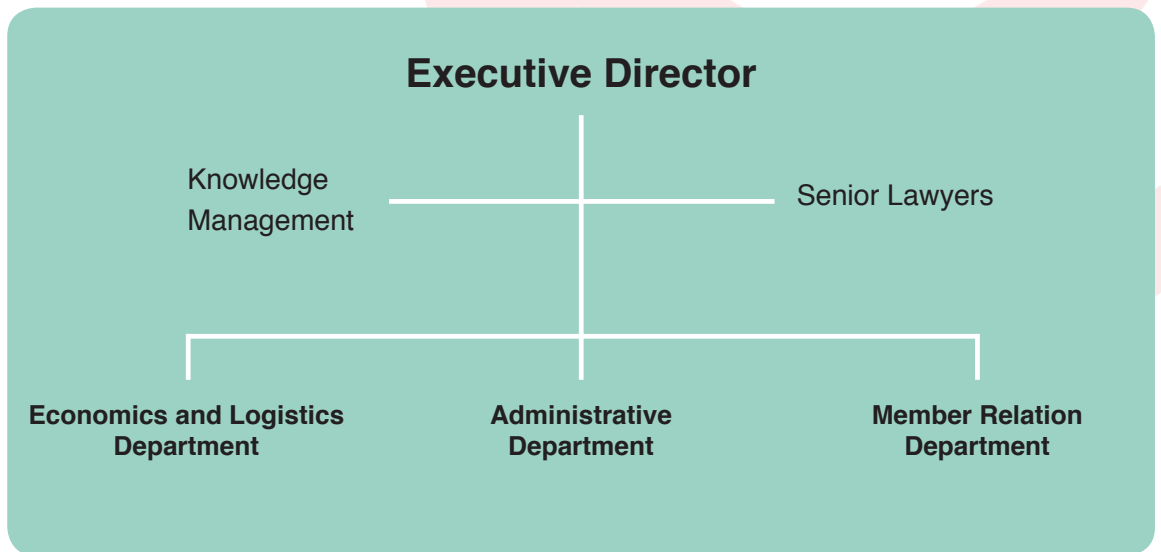 Executive Director
Knowledge
Management
Senior Lawyers
Economics and Logistics
Department
Administrative
Department
Member Relation
Department